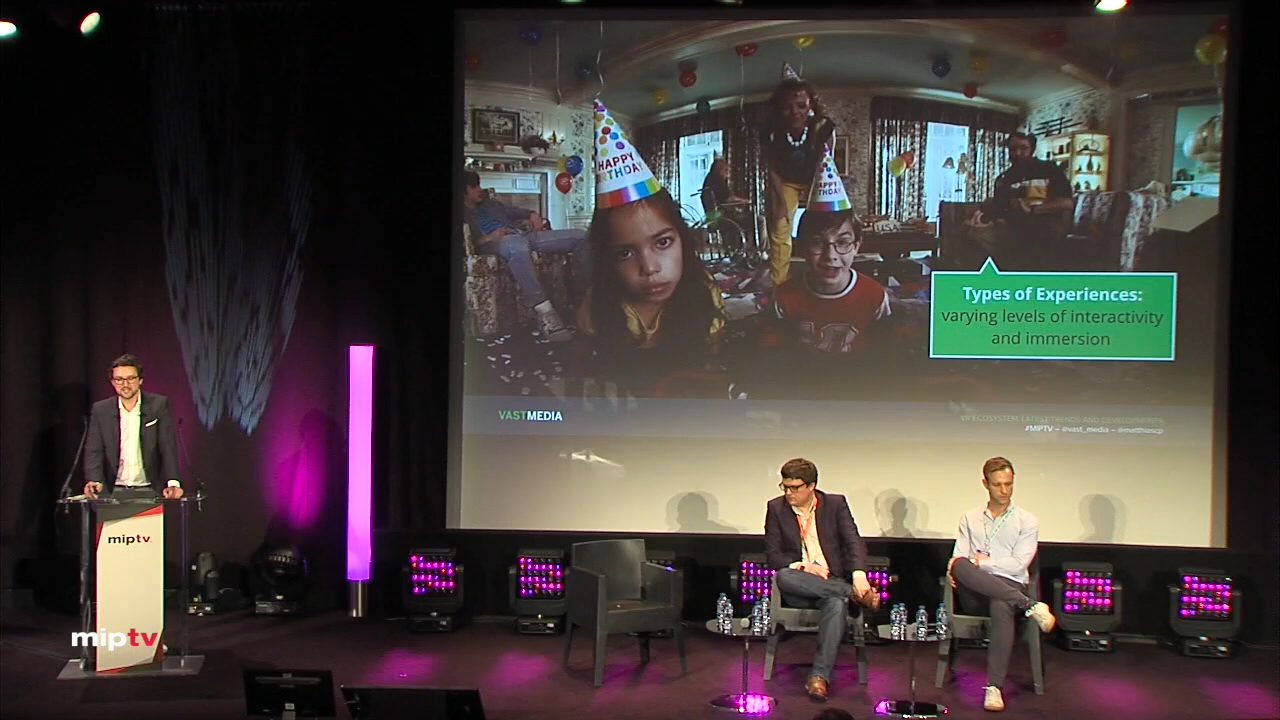 HAPPY
BIRTHDAY
HAPPY
BIRTHDAY
Types of Experiences:
varying levels of interactivity
and immersion
VASTMEDIA
VR ECOSYSTEM: LATEST TRENDS AND DEVELOPMENTS
#MIPTV – @vast_media – @matthiascp
miptv
miptv